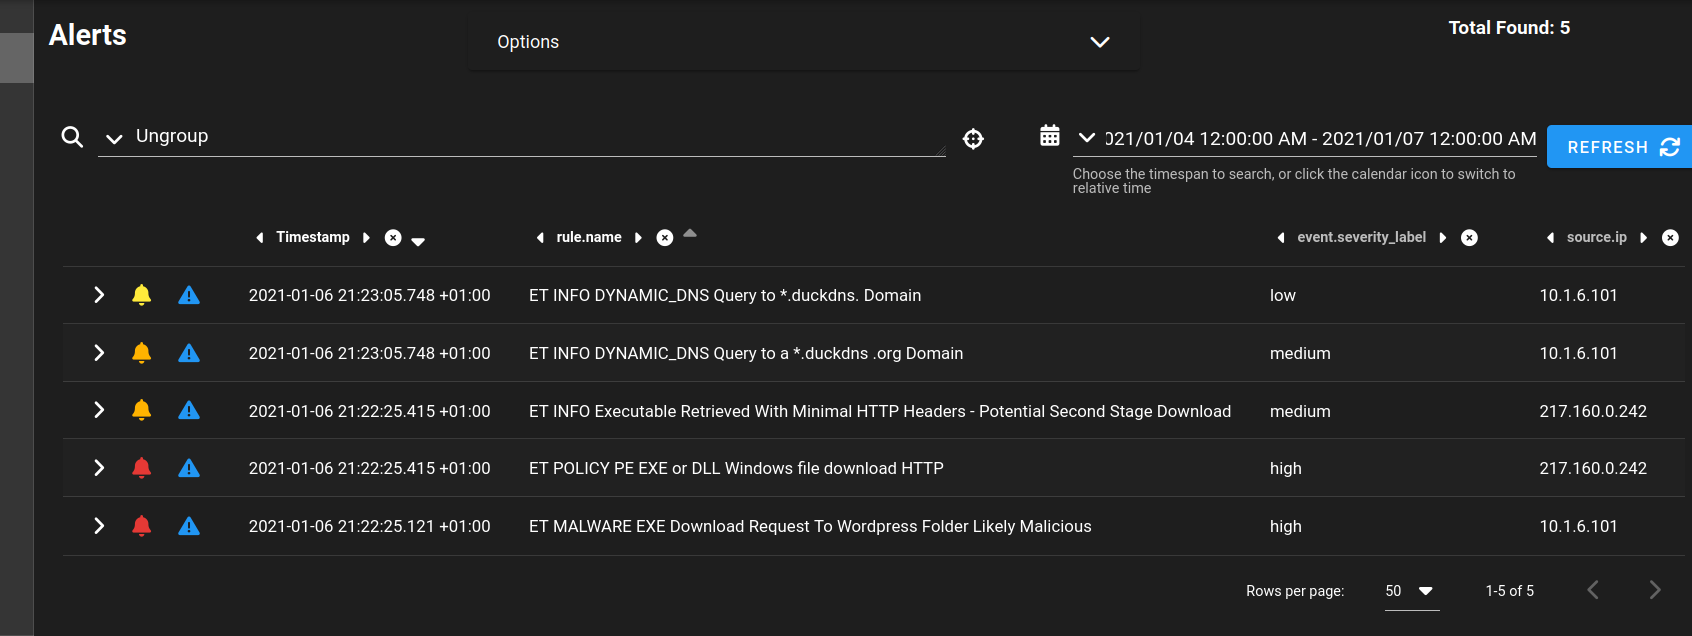 Alerts
Options
Total Found: 5
Ungroup
021/01/04 12:00:00 AM - 2021/01/07 12:00:00 AM
REFRESH
Choose the timespan to search, or click the calendar icon to switch to
relative time
Timestamp rule.name event.severity_label source.ip
2021-01-06 21:23:05.748 +01:00 ET INFO DYNAMIC_DNS Query to *.duckdns. Domain low 10.1.6.101
2021-01-06 21:23:05.748 +01:00 ET INFO DYNAMIC_DNS Query to a *.duckdns .org Domain medium 10.1.6.101
2021-01-06 21:22:25.415 +01:00 ET INFO Executable Retrieved With Minimal HTTP Headers - Potential Second Stage Download medium 217.160.0.242
2021-01-06 21:22:25.415 +01:00 ET POLICY PE EXE or DLL Windows file download HTTP high 217.160.0.242
2021-01-06 21:22:25.121 +01:00 ET MALWARE EXE Download Request To Wordpress Folder Likely Malicious high 10.1.6.101
Rows per page: 50 1-5 of 5